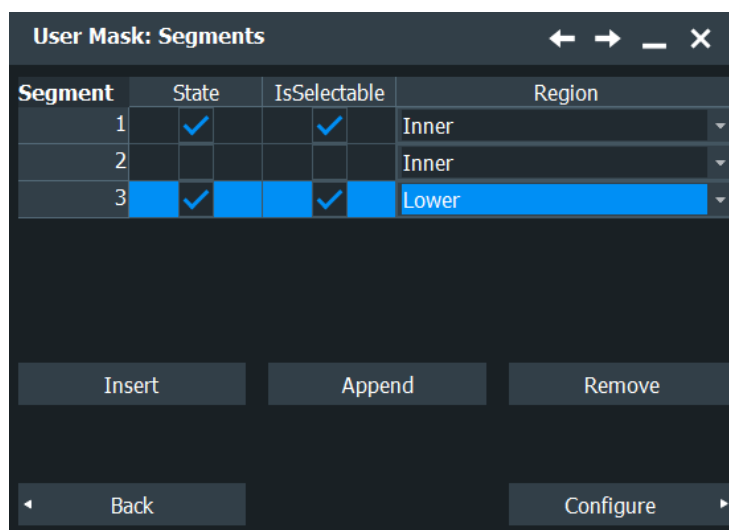 User Mask: Segments
Segment State IsSelectable Region
1 Inner
2 Inner
3 Lower
Insert Append Remove
Back Configure